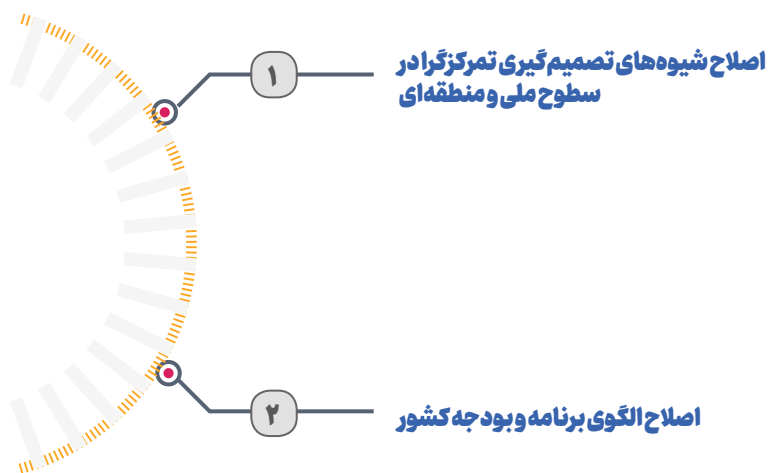 ۱
اصلاح شیوه‌های تصمیم‌گیری تمرکزگرا در
سطوح ملی و منطقه‌ای
۲
اصلاح الگوی برنامه و بودجه کشور